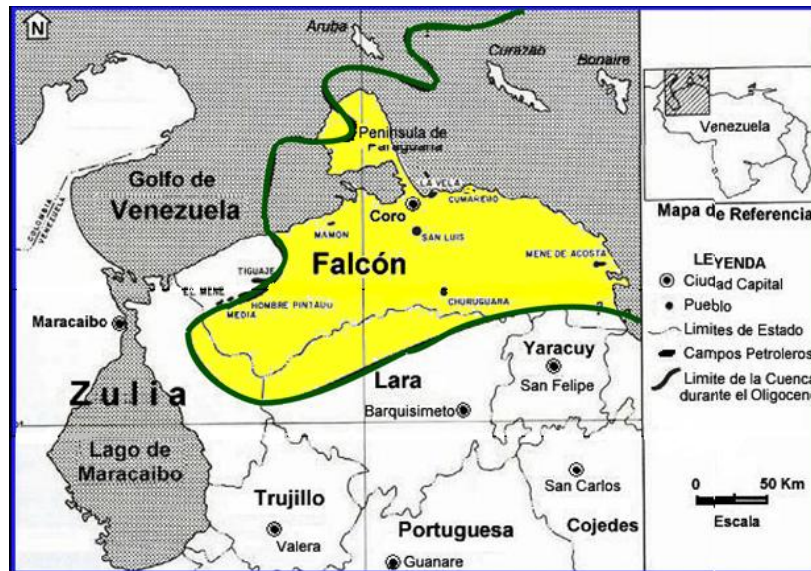 N
Aruba
Curazao
Bonaire
Península de
Paraguaná
Golfo de
Venezuela
COLOMBIA
VENEZUELA
LA VELA
CUMAREBO
Coro
MAMÓN
SAN LUIS
MENE DE ACOSTA
Falcón
TIGUAJE
EL MENE
HOMBRE PINTADO
MEDIA
CHURUGUARA
Maracaibo
Zulia
Lago de
Maracaibo
Lara
Barquisimeto
Yaracuy
San Felipe
Trujillo
Valera
Portuguesa
Guanare
San Carlos
Cojedes
Venezuela
Mapa de Referencia
LEYENDA
Ciudad Capital
Pueblo
Limites de Estado
Campos Petroleros
Limite de la Cuenca
durante el Oligoceno
0 50 Km
Escala